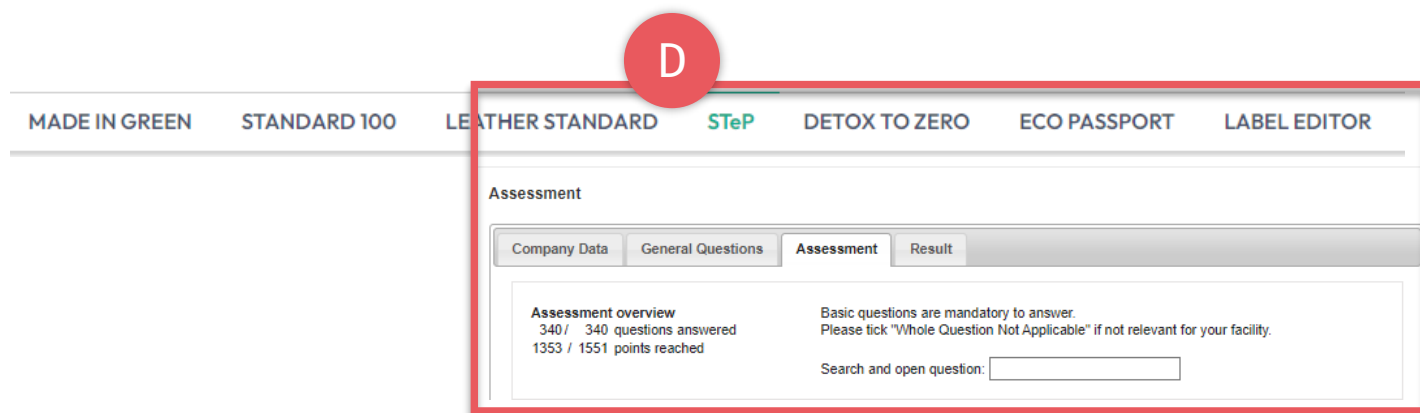 D
MADE IN GREEN STANDARD 100 LEATHER STANDARD STeP DETOX TO ZERO ECO PASSPORT LABEL EDITOR
Assessment
Company Data General Questions Assessment Result
Assessment overview
340 / 340 questions answered
1353 / 1551 points reached
Basic questions are mandatory to answer.
Please tick "Whole Question Not Applicable" if not relevant for your facility.
Search and open question: